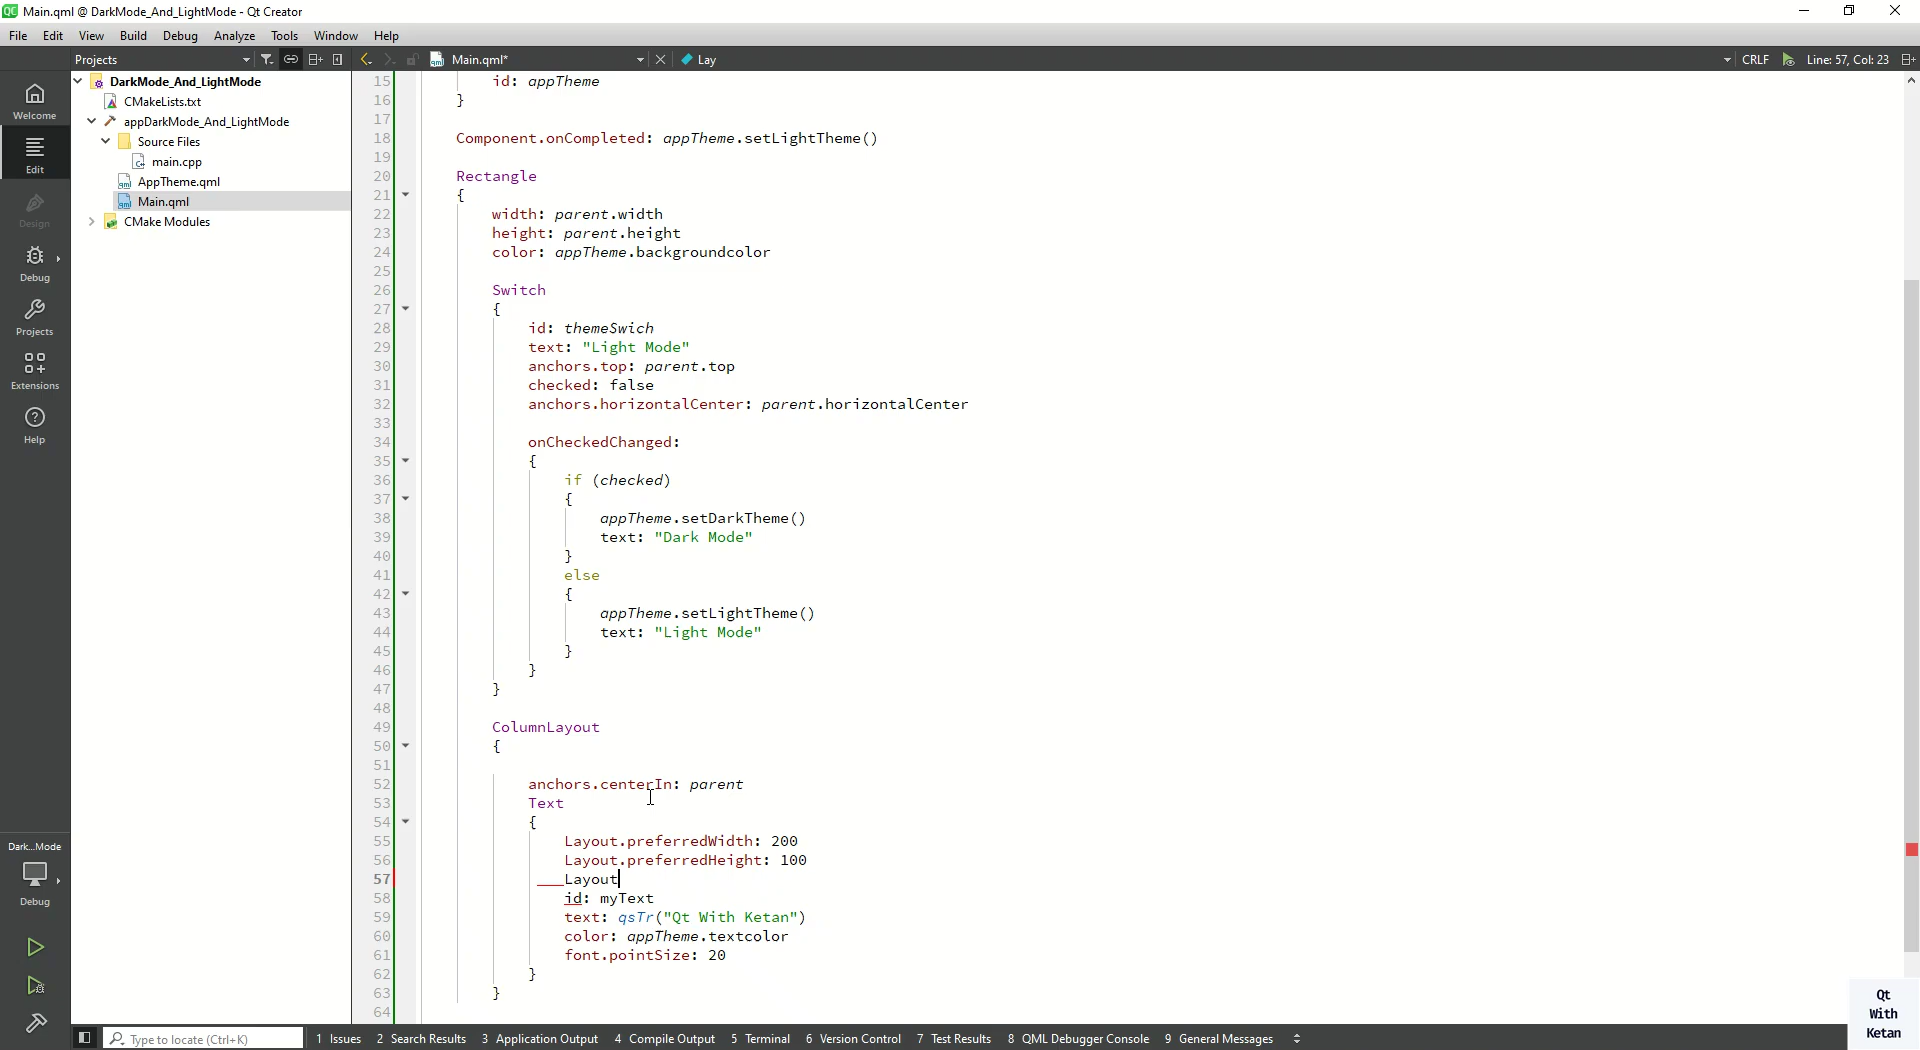 Main.qml @ DarkMode_And_LightMode - Qt Creator
File Edit View Build Debug Analyze Tools Window Help
Projects Main.qml* Lay CRLF Line: 57, Col: 23
Welcome
Edit
Design
Debug
Projects
Extensions
Help
Dark...Mode
Debug
DarkMode_And_LightMode
CMakeLists.txt
appDarkMode_And_LightMode
Source Files
main.cpp
AppTheme.qml
Main.qml
CMake Modules
15 id: appTheme
16 }
17
18 Component.onCompleted: appTheme.setLightTheme()
19
20 Rectangle
21 {
22 width: parent.width
23 height: parent.height
24 color: appTheme.backgroundcolor
25
26 Switch
27 {
28 id: themeSwich
29 text: "Light Mode"
30 anchors.top: parent.top
31 checked: false
32 anchors.horizontalCenter: parent.horizontalCenter
33
34 onCheckedChanged:
35 {
36 if (checked)
37 {
38 appTheme.setDarkTheme()
39 text: "Dark Mode"
40 }
41 else
42 {
43 appTheme.setLightTheme()
44 text: "Light Mode"
45 }
46 }
47 }
48
49 ColumnLayout
50 {
51
52 anchors.centerIn: parent
53 Text
54 {
55 Layout.preferredWidth: 200
56 Layout.preferredHeight: 100
57 Layout
58 id: myText
59 text: qsTr("Qt With Ketan")
60 color: appTheme.textcolor
61 font.pointSize: 20
62 }
63 }
64
Qt
With
Ketan
Type to locate (Ctrl+K) 1 Issues 2 Search Results 3 Application Output 4 Compile Output 5 Terminal 6 Version Control 7 Test Results 8 QML Debugger Console 9 General Messages